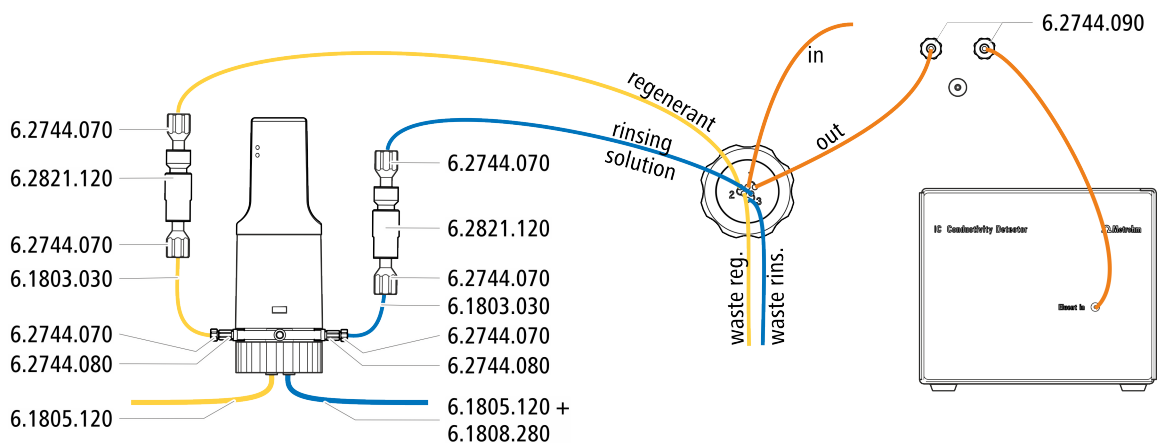 6.2744.070
6.2821.120
6.2744.070
6.1803.030
6.2744.070
6.2744.080
6.1805.120
6.2744.070
6.2821.120
6.2744.070
6.1803.030
6.2744.070
6.2744.080
6.1805.120 +
6.1808.280
regenerant
rinsing
solution
in
out
1
2
3
waste reg.
waste rins.
6.2744.090
IC Conductivity Detector
Metrohm
Eluent in